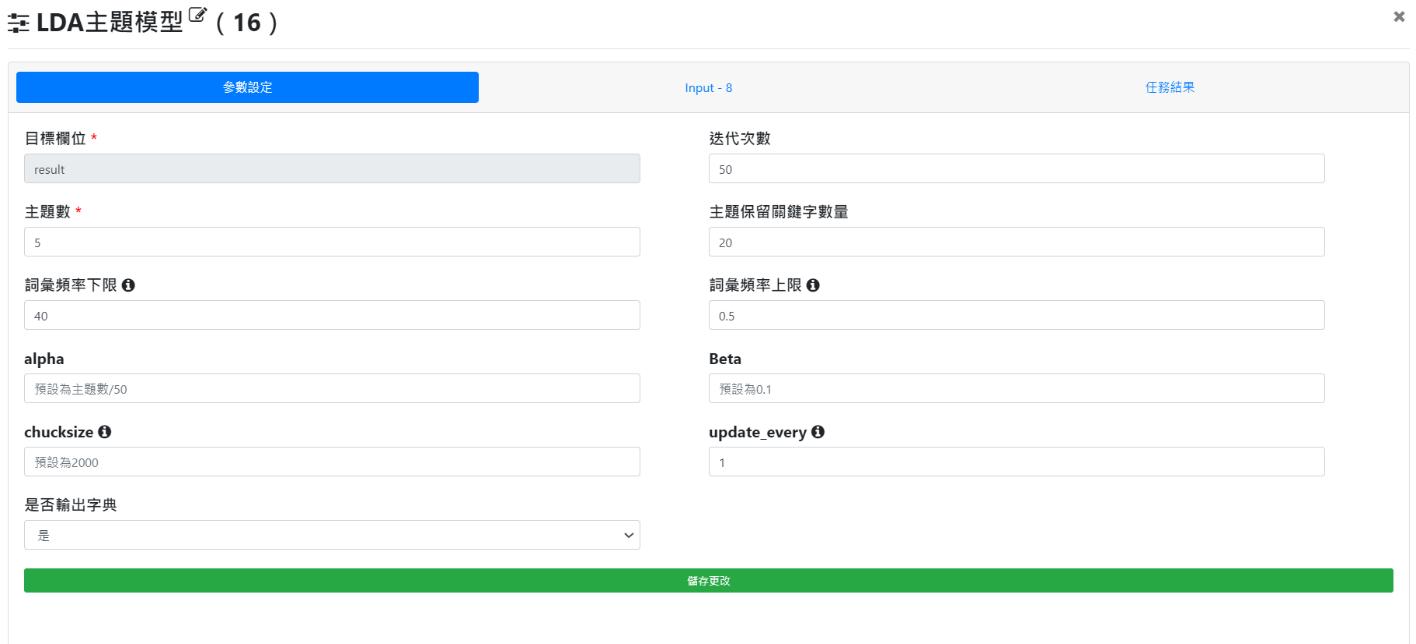 LDA主題模型 ( 16 )
參數設定
Input - 8
任務結果
目標欄位 *
迭代次數
result
50
主題數 *
主題保留關鍵字數量
5
20
詞彙頻率下限
詞彙頻率上限
40
0.5
alpha
Beta
預設為主題數/50
預設為0.1
chucksize
update_every
預設為2000
1
是否輸出字典
是
儲存更改